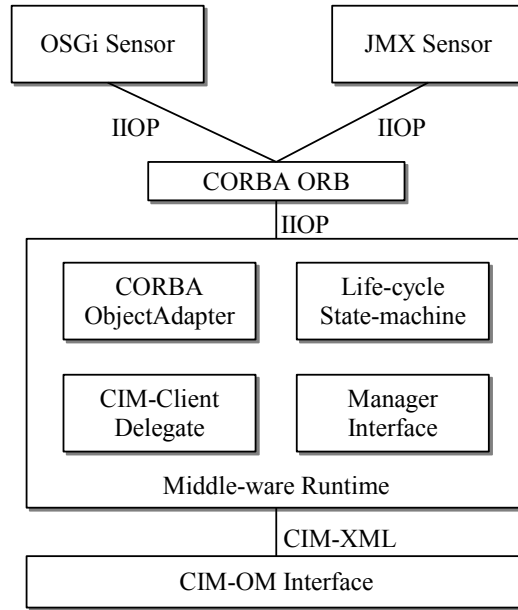 OSGi Sensor
JMX Sensor
IIOP
IIOP
CORBA ORB
IIOP
CORBA
ObjectAdapter
Life-cycle
State-machine
CIM-Client
Delegate
Manager
Interface
Middle-ware Runtime
CIM-XML
CIM-OM Interface